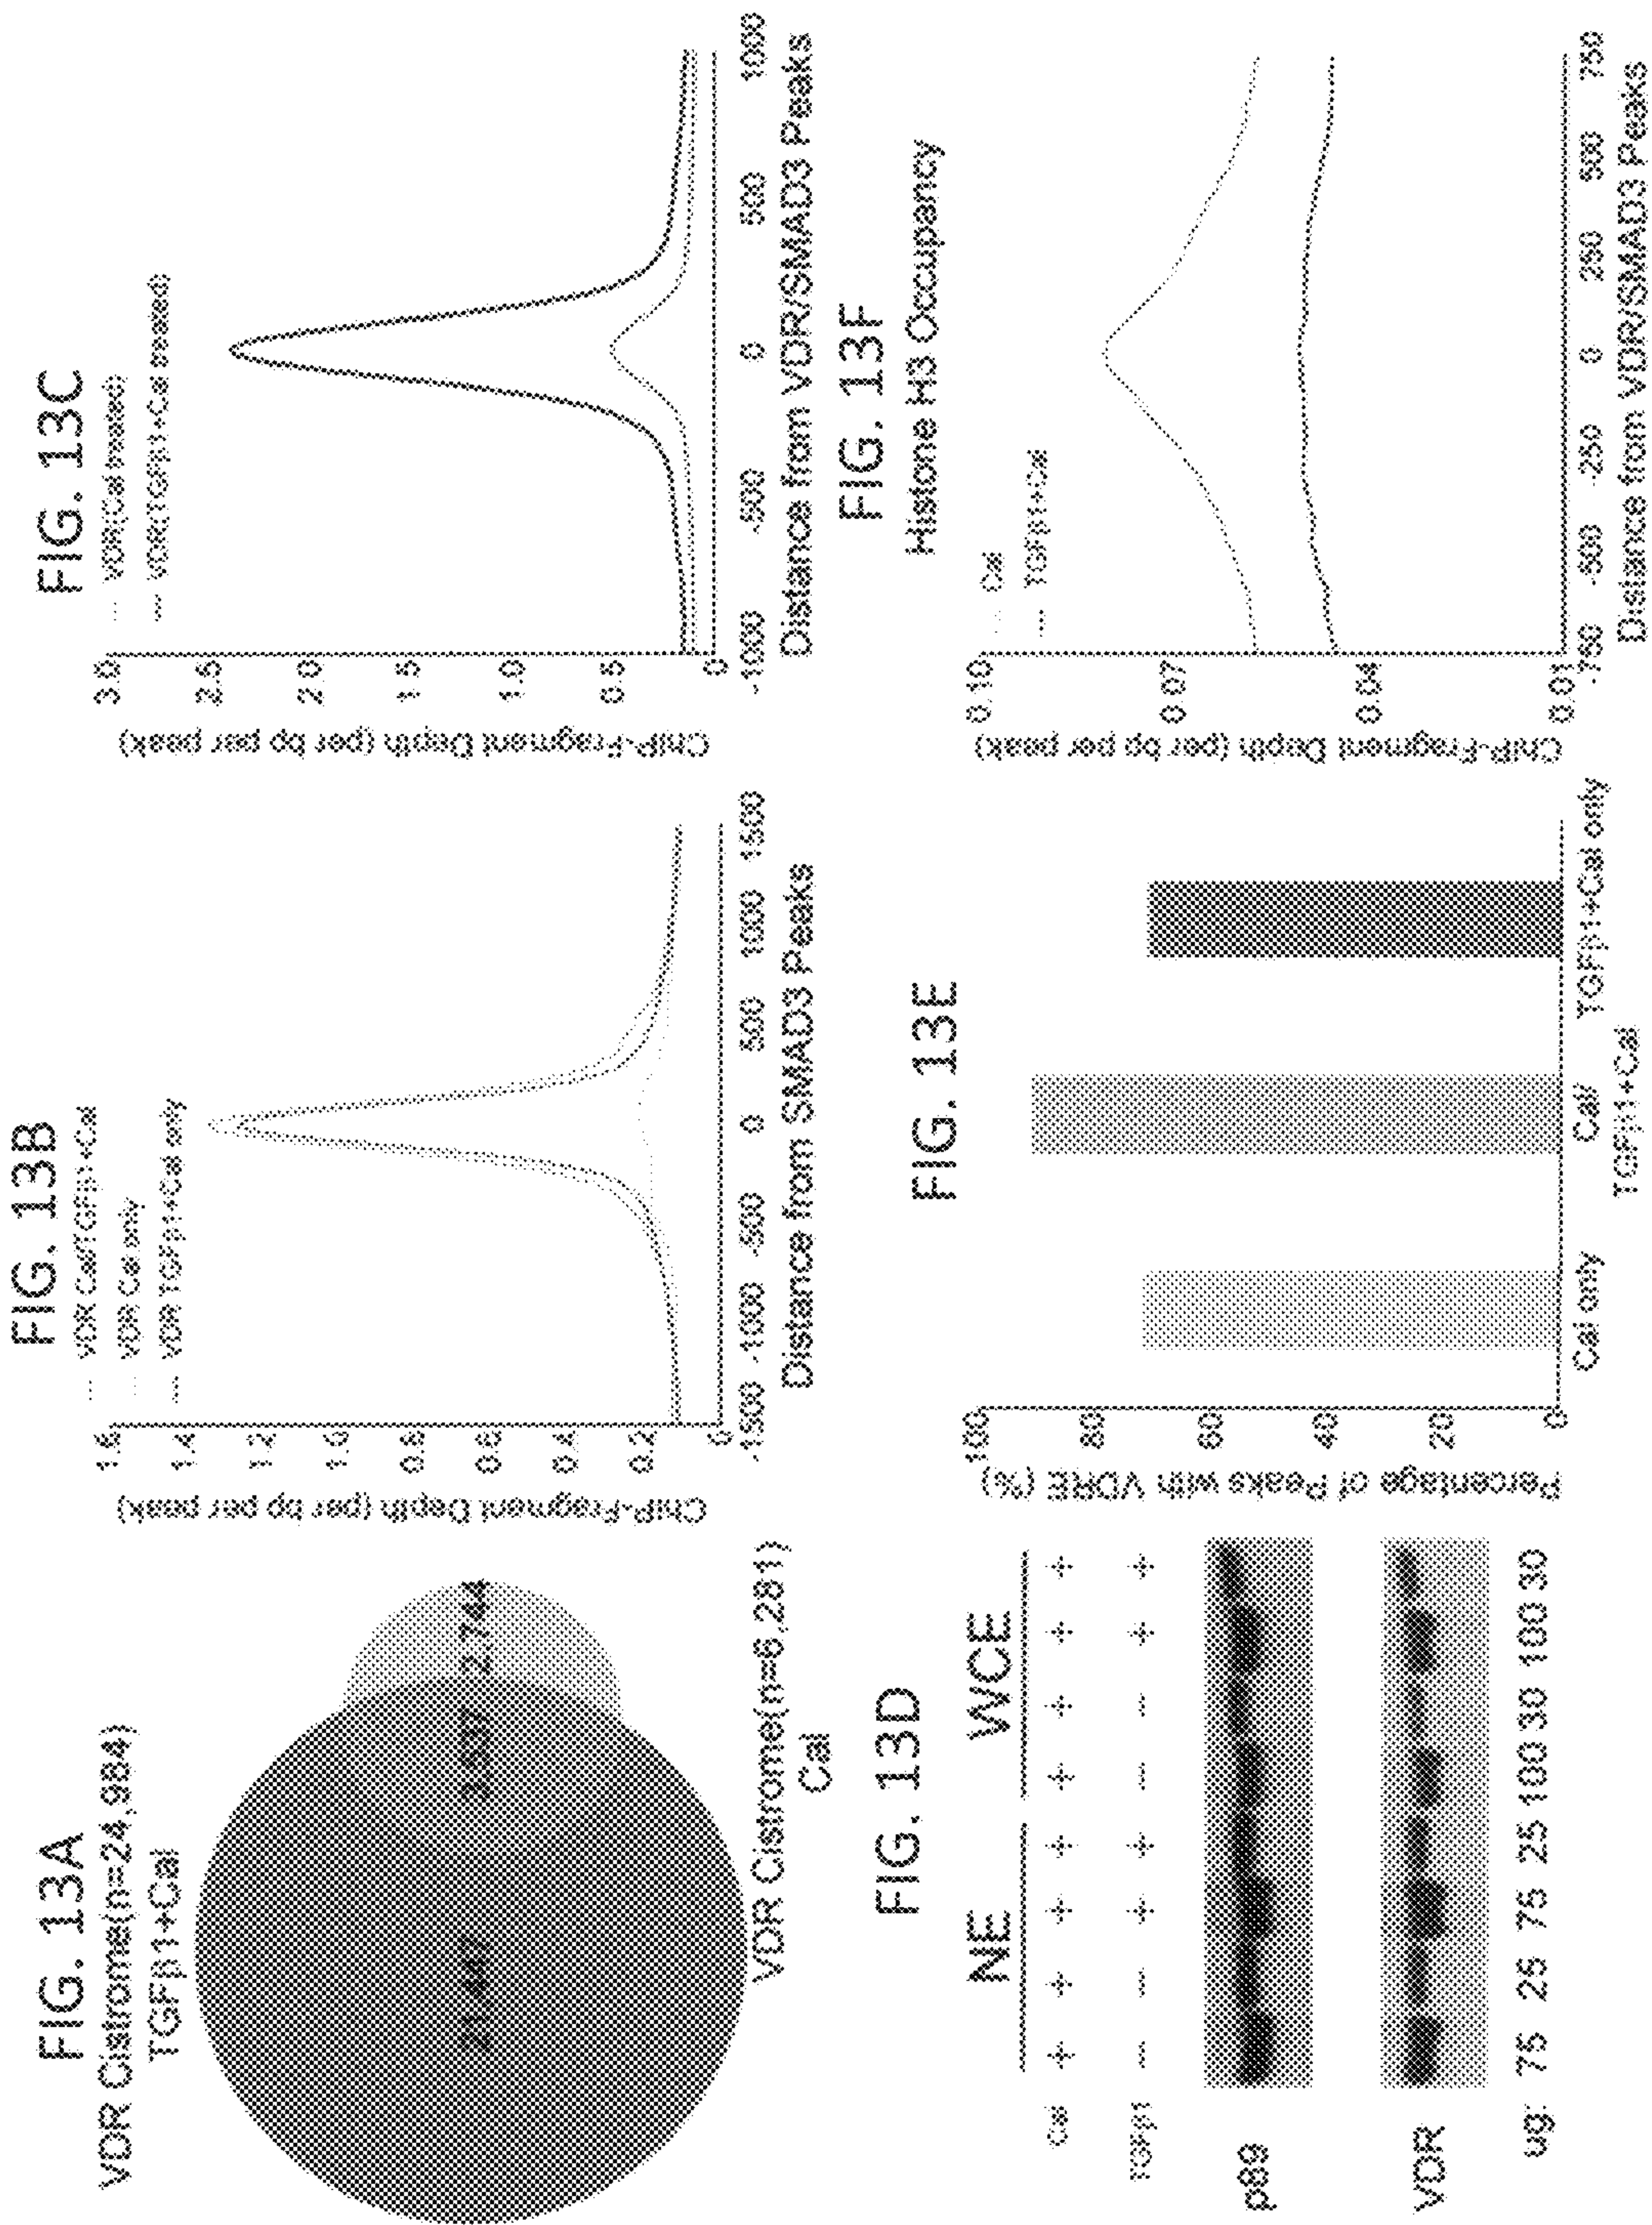 FIG. 13A
VDR Cistrome(n=24,984)
TGFβ1+Cal
21,447
3,537
2,744
VDR Cistrome(n=6,281)
Cal
FIG. 13B
VDR Cal/TGFβ1+Cal
VDR Cal only
VDR TGFβ1+Cal only
ChIP-Fragment Depth (per bp per peak)
1.6
1.4
1.2
1.0
0.8
0.6
0.4
0.2
0
-1500 -1000 -500 0 500 1000 1500
Distance from SMAD3 Peaks
FIG. 13C
VDR(Cal treated)
VDR(TGFβ1+Cal treated)
ChIP-Fragment Depth (per bp per peak)
3.0
2.5
2.0
1.5
1.0
0.5
0
-1000 -500 0 500 1000
Distance from VDR/SMAD3 Peaks
FIG. 13D
NE WCE
Cal + + + + + + + +
TGFβ1 – – + + – – + +
p89
VDR
ug: 75 25 75 25 100 30 100 30
FIG. 13E
Percentage of Peaks with VDRE (%)
100
80
60
40
20
0
Cal only
Cal/
TGFβ1+Cal
TGFβ1+Cal only
FIG. 13F
Histone H3 Occupancy
Cal
TGFβ1+Cal
ChIP-Fragment Depth (per bp per peak)
0.10
0.07
0.04
0.01
-750 -500 -250 0 250 500 750
Distance from VDR/SMAD3 Peaks